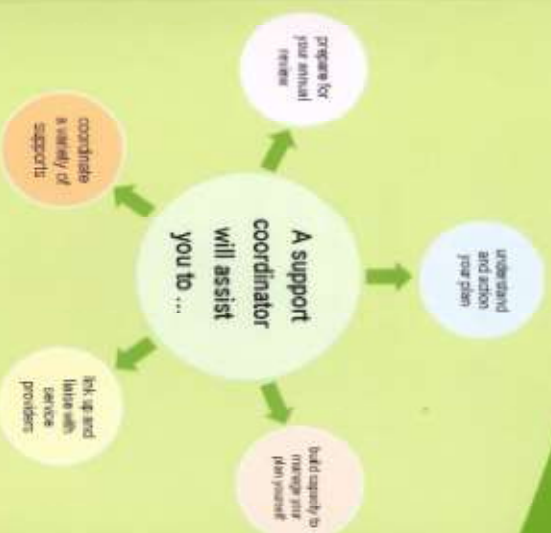 understand
and action
your plan
prepare for
your annual
review
A support
coordinator
will assist
you to ...
build capacity to
manage your
plan yourself
coordinate
a variety of
supports
link up and
liaise with
service
providers